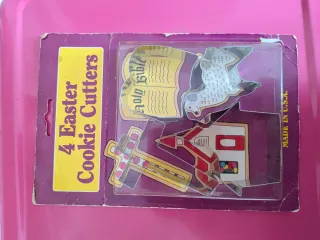 4 Easter
Cookie Cutters
Holy Bible
MADE IN U.S.A.